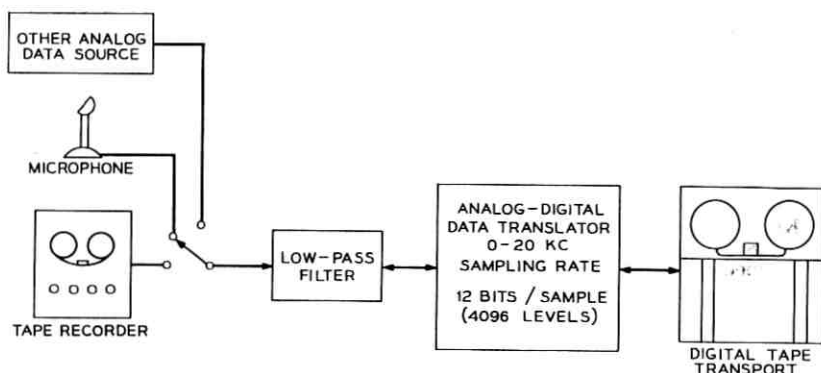 OTHER ANALOG
DATA SOURCE
MICROPHONE
TAPE RECORDER
LOW-PASS
FILTER
ANALOG-DIGITAL
DATA TRANSLATOR
0-20 KC
SAMPLING RATE
12 BITS / SAMPLE
(4096 LEVELS)
DIGITAL TAPE
TRANSPORT